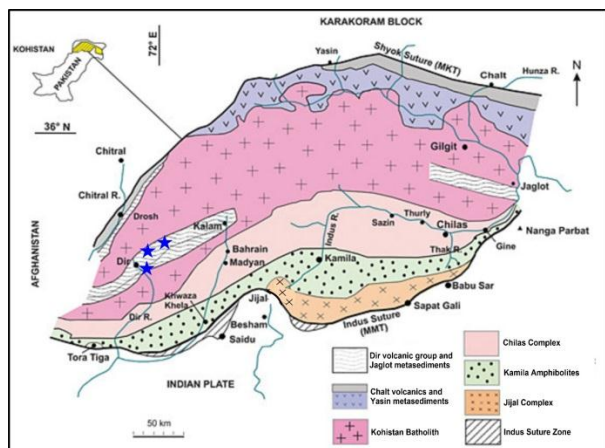 KARAKORAM BLOCK
KOHISTAN
PAKISTAN
72° E
36° N
N
Yasin
Shyok Suture (MKT)
Chalt
Hunza R.
Gilgit
Jaglot
Chitral
Chitral R.
Drosh
Kalam
Dir
Dir R.
Bahrain
Madyan
Khwaza
Khela
Indus R.
Sazin
Thurly
Chilas
Thak R.
Gine
Nanga Parbat
Kamila
Babu Sar
Sapat Gali
Jijal
Indus Suture
(MMT)
Besham
Saidu
Tora Tiga
AFGHANISTAN
INDIAN PLATE
50 km
Dir volcanic group and
Jaglot metasediments
Chalt volcanics and
Yasin metasediments
Kohistan Batholith
Chilas Complex
Kamila Amphibolites
Jijal Complex
Indus Suture Zone